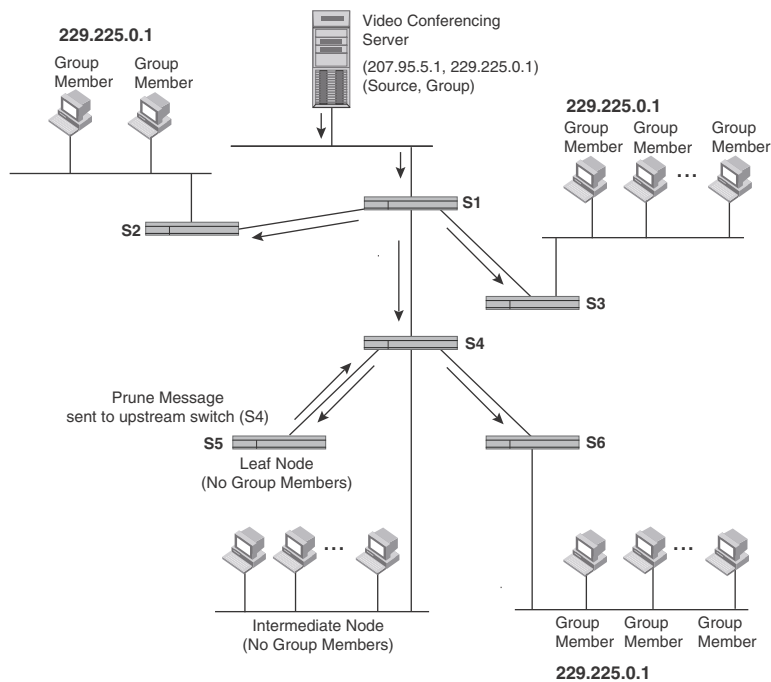 229.225.0.1
Group
Member
Group
Member
Video Conferencing
Server
(207.95.5.1, 229.225.0.1)
(Source, Group)
229.225.0.1
Group
Member
Group
Member
Group
Member
...
S1
S2
S3
S4
Prune Message
sent to upstream switch (S4)
S5
Leaf Node
(No Group Members)
S6
...
Intermediate Node
(No Group Members)
...
Group
Member
Group
Member
Group
Member
229.225.0.1